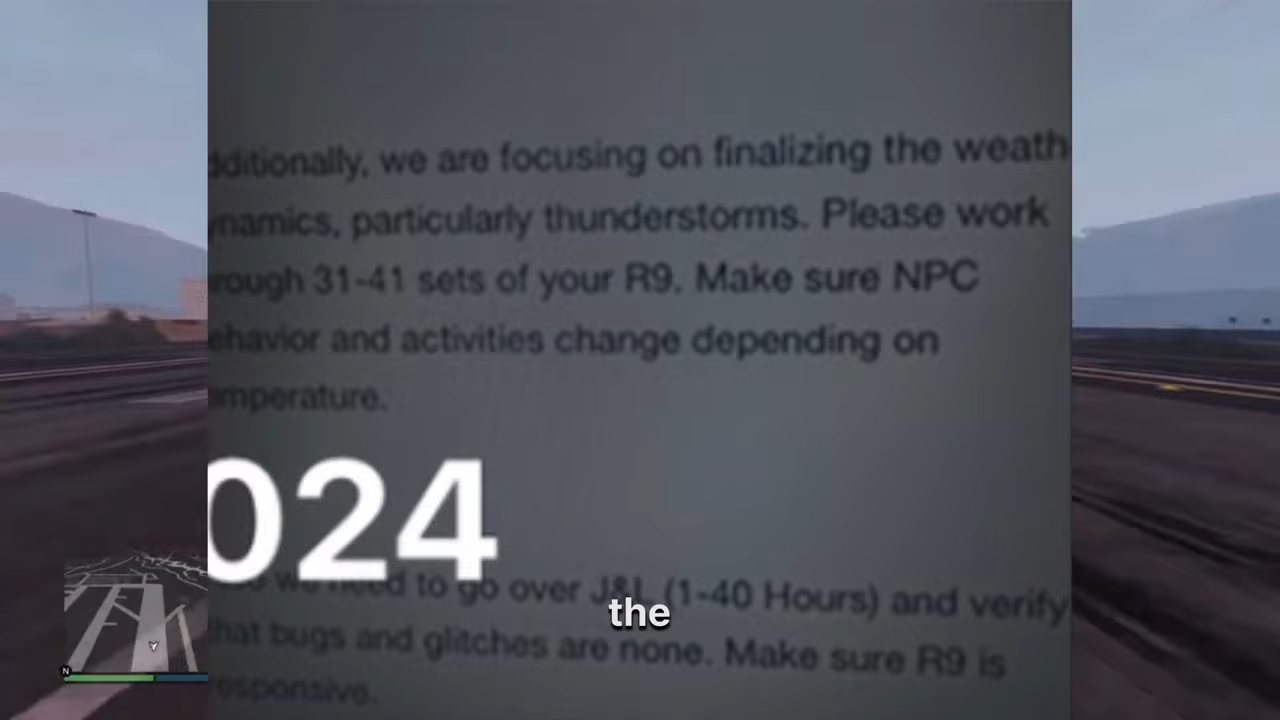 dditionally, we are focusing on finalizing the weath
ynamics, particularly thunderstorms. Please work
rough 31-41 sets of your R9. Make sure NPC
ehavior and activities change depending on
mperature.
024
we need to go over J&L (1-40 Hours) and verify
the
hat bugs and glitches are none. Make sure R9 is
esponsive.
N